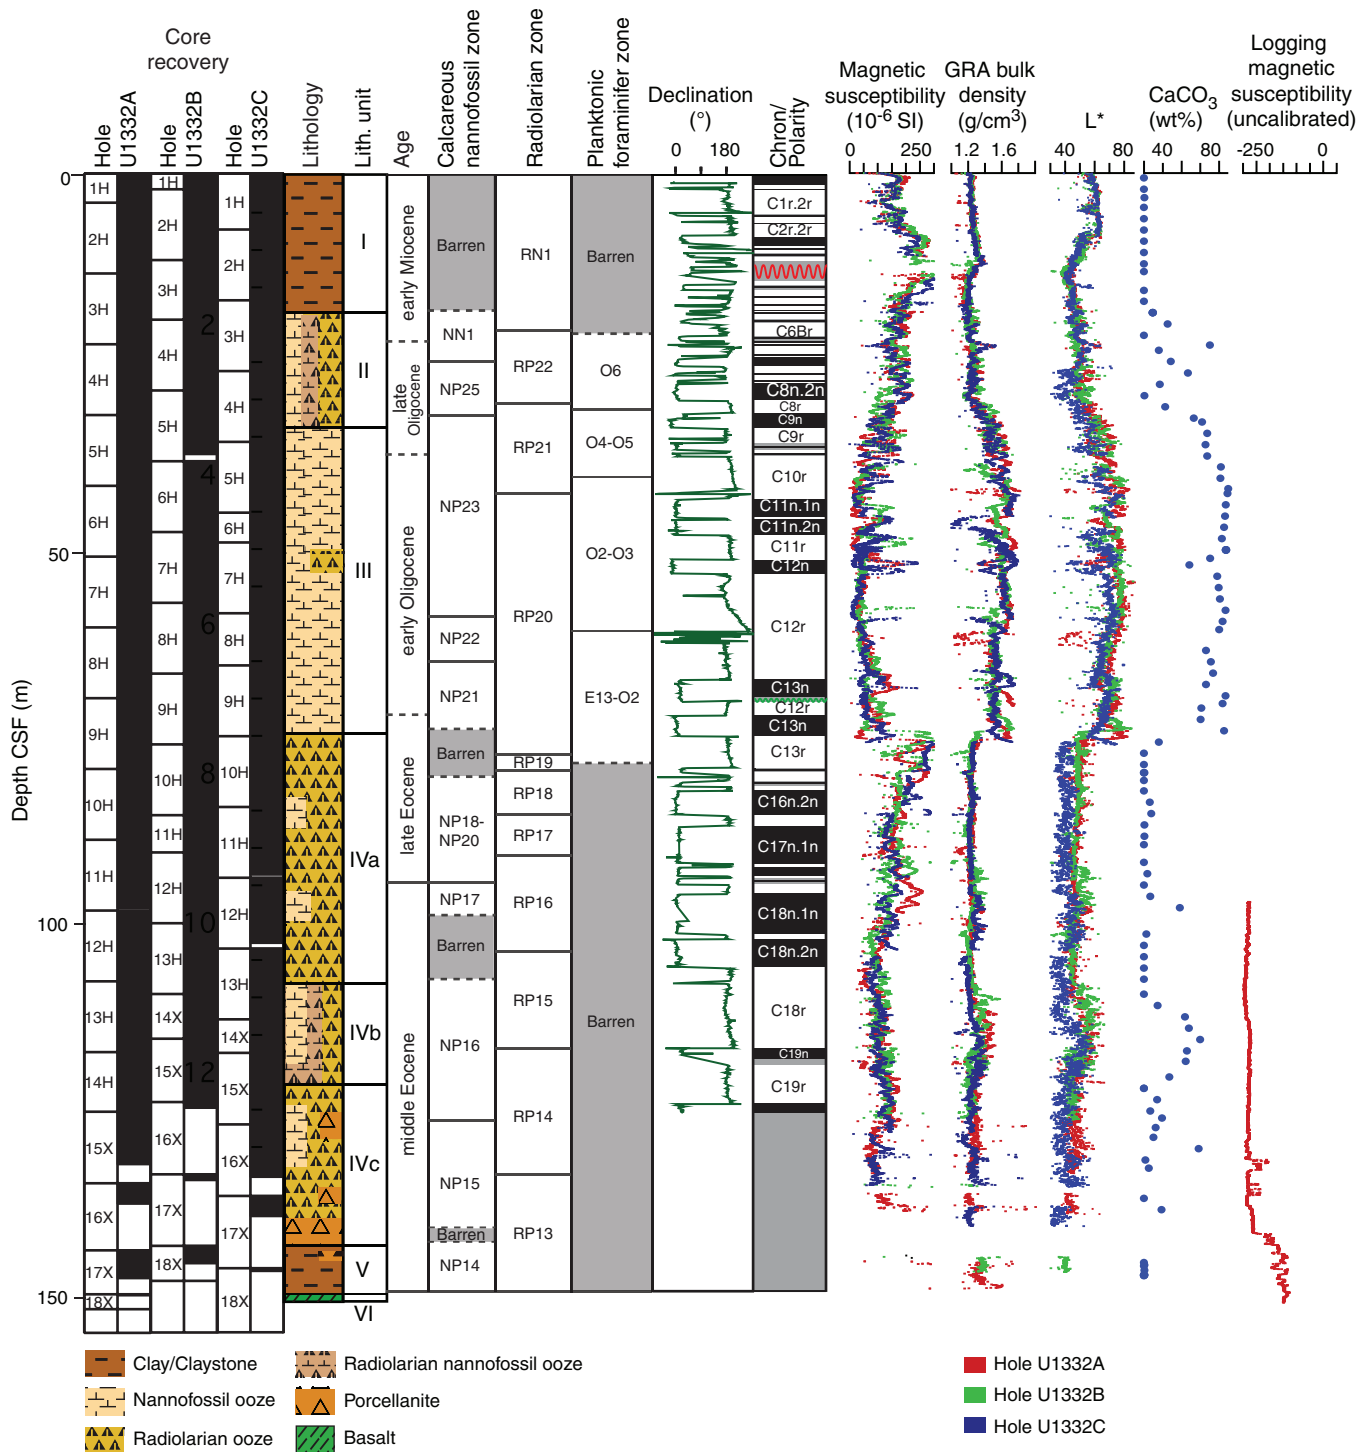 Core
recovery
Hole
U1332A
Hole
U1332B
Hole
U1332C
Lithology
Lith. unit
Age
Calcareous
nannofossil zone
Radiolarian zone
Planktonic
foraminifer zone
Declination
(°)
0 180
Chron/
Polarity
Magnetic
susceptibility
(10-6 SI)
0 250
GRA bulk
density
(g/cm3)
1.2 1.6
L*
40 80
CaCO3
(wt%)
0 40 80
Logging
magnetic
susceptibility
(uncalibrated)
-250 0
Depth CSF (m)
0
50
100
150
1H
2H
3H
4H
5H
6H
7H
8H
9H
10H
11H
12H
13H
14H
15X
16X
17X
18X
1H
2H
3H
4H
5H
6H
7H
8H
9H
10H
11H
12H
13H
14X
15X
16X
17X
18X
2
4
6
8
10
12
1H
2H
3H
4H
5H
6H
7H
8H
9H
10H
11H
12H
13H
14X
15X
16X
17X
18X
I
II
III
IVa
IVb
IVc
V
VI
early Miocene
late
Oligocene
early Oligocene
late Eocene
middle Eocene
Barren
NN1
NP25
NP23
NP22
NP21
Barren
NP18-
NP20
NP17
Barren
NP16
NP15
Barren
NP14
RN1
RP22
RP21
RP20
RP19
RP18
RP17
RP16
RP15
RP14
RP13
Barren
O6
O4-O5
O2-O3
E13-O2
Barren
C1r.2r
C2r.2r
C6Br
C8n.2n
C8r
C9n
C9r
C10r
C11n.1n
C11n.2n
C11r
C12n
C12r
C13n
C12r
C13n
C13r
C16n.2n
C17n.1n
C18n.1n
C18n.2n
C18r
C19n
C19r
Clay/Claystone
Nannofossil ooze
Radiolarian ooze
Radiolarian nannofossil ooze
Porcellanite
Basalt
Hole U1332A
Hole U1332B
Hole U1332C